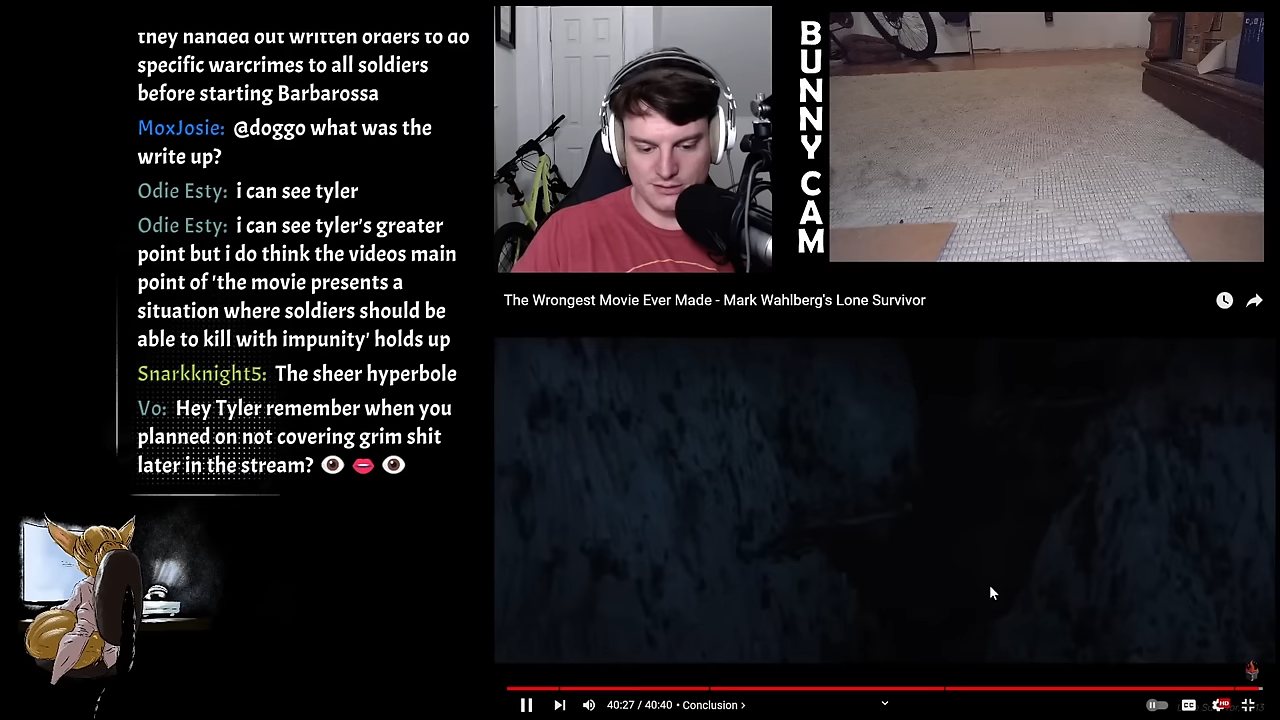 they handed out written orders to do
specific warcrimes to all soldiers
before starting Barbarossa
MoxJosie: @doggo what was the
write up?
Odie Esty: i can see tyler
Odie Esty: i can see tyler's greater
point but i do think the videos main
point of 'the movie presents a
situation where soldiers should be
able to kill with impunity' holds up
Snarkknight5: The sheer hyperbole
Vo: Hey Tyler remember when you
planned on not covering grim shit
later in the stream? 👁️ 👄 👁️
BUNNY CAM
The Wrongest Movie Ever Made - Mark Wahlberg's Lone Survivor
40:27 / 40:40 • Conclusion ›
CC
HD